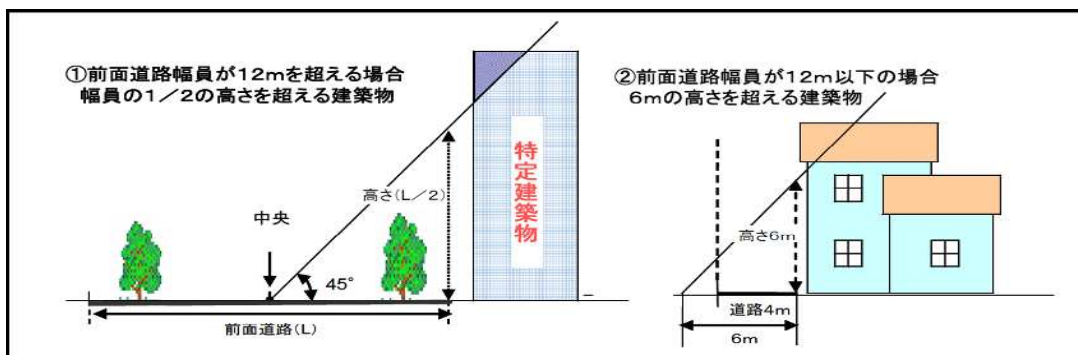 ①前面道路幅員が12mを超える場合
幅員の1/2の高さを超える建築物
特定建築物
高さ(L/2)
中央
45°
前面道路(L)
②前面道路幅員が12m以下の場合
6mの高さを超える建築物
高さ6m
道路4m
6m